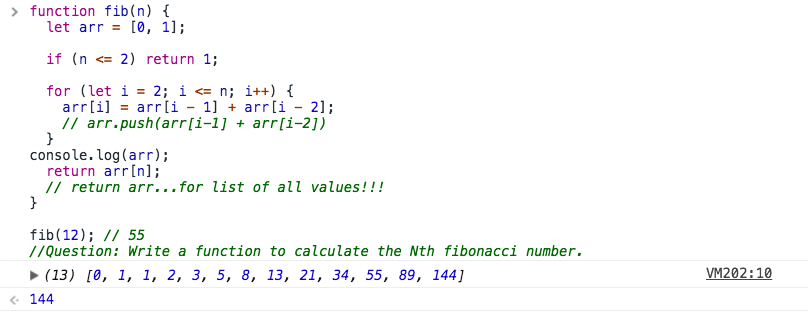 function fib(n) {
let arr = [0, 1];
if (n <= 2) return 1;
for (let i = 2; i <= n; i++) {
arr[i] = arr[i - 1] + arr[i - 2];
// arr.push(arr[i-1] + arr[i-2])
}
console.log(arr);
return arr[n];
// return arr...for list of all values!!!
}
fib(12); // 55
//Question: Write a function to calculate the Nth fibonacci number.
(13) [0, 1, 1, 2, 3, 5, 8, 13, 21, 34, 55, 89, 144] VM202:10
144